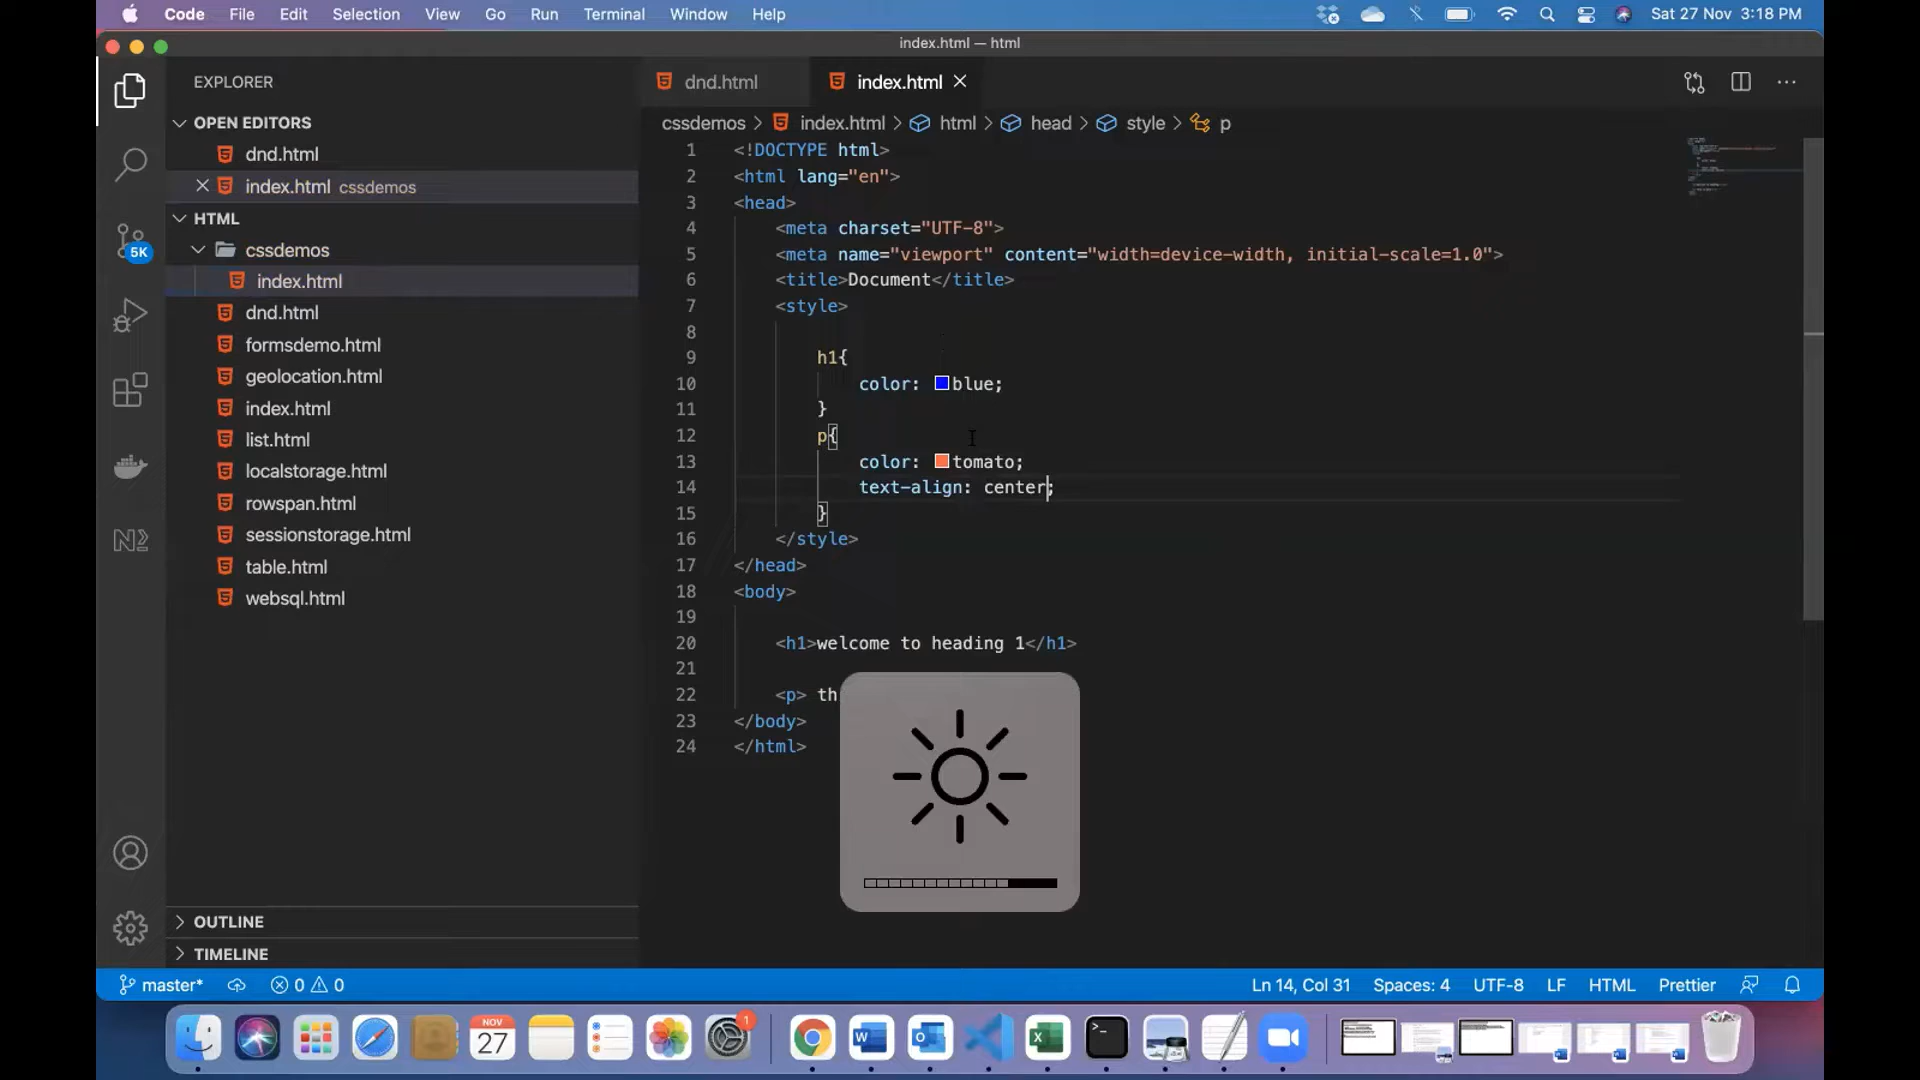 Code File Edit Selection View Go Run Terminal Window Help Sat 27 Nov 3:18 PM
index.html — html
EXPLORER
OPEN EDITORS
dnd.html
index.html cssdemos
HTML
cssdemos
index.html
dnd.html
formsdemo.html
geolocation.html
index.html
list.html
localstorage.html
rowspan.html
sessionstorage.html
table.html
websql.html
OUTLINE
TIMELINE
5K
dnd.html index.html
cssdemos > index.html > html > head > style > p
1 <!DOCTYPE html>
2 <html lang="en">
3 <head>
4 <meta charset="UTF-8">
5 <meta name="viewport" content="width=device-width, initial-scale=1.0">
6 <title>Document</title>
7 <style>
8
9 h1{
10 color: blue;
11 }
12 p{
13 color: tomato;
14 text-align: center;
15 }
16 </style>
17 </head>
18 <body>
19
20 <h1>welcome to heading 1</h1>
21
22 <p> th
23 </body>
24 </html>
master* 0 0 Ln 14, Col 31 Spaces: 4 UTF-8 LF HTML Prettier
NOV
27
1